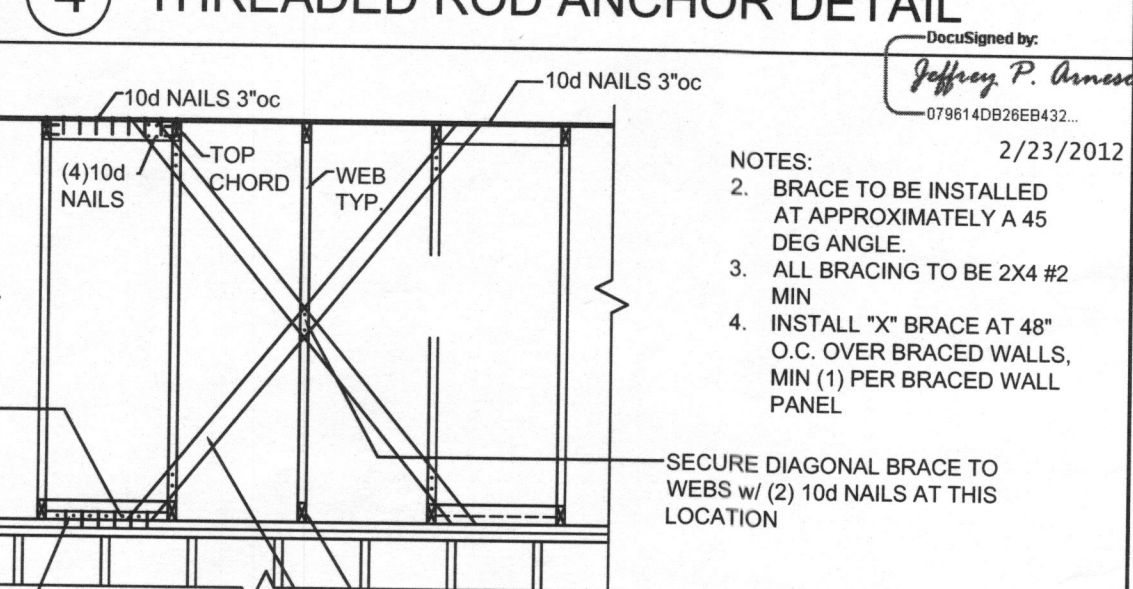 4 THREADED ROD ANCHOR DETAIL
DocuSigned by:
Jeffrey P. Arneso
079614DB26EB432...
2/23/2012
10d NAILS 3"oc
10d NAILS 3"oc
(4)10d
NAILS
TOP
CHORD
WEB
TYP.
NOTES:
2. BRACE TO BE INSTALLED
AT APPROXIMATELY A 45
DEG ANGLE.
3. ALL BRACING TO BE 2X4 #2
MIN
4. INSTALL "X" BRACE AT 48"
O.C. OVER BRACED WALLS,
MIN (1) PER BRACED WALL
PANEL
SECURE DIAGONAL BRACE TO
WEBS w/ (2) 10d NAILS AT THIS
LOCATION